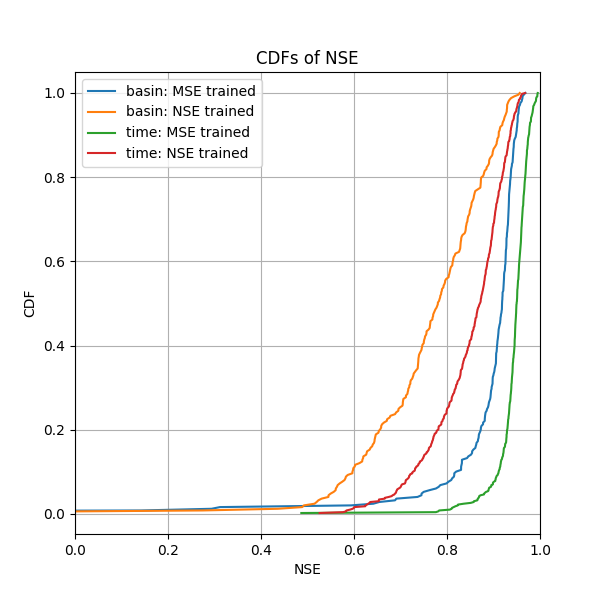 CDFs of NSE
basin: MSE trained
basin: NSE trained
time: MSE trained
time: NSE trained
1.0
0.8
0.6
0.4
0.2
0.0
CDF
0.0 0.2 0.4 0.6 0.8 1.0
NSE